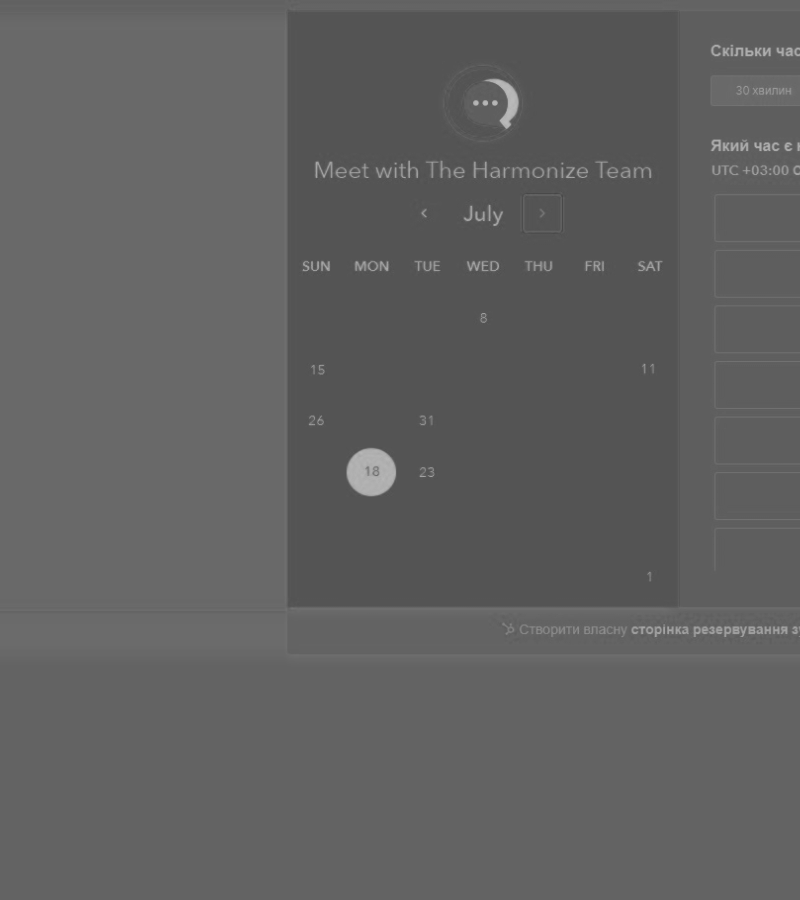 Meet with The Harmonize Team
July
SUN MON TUE WED THU FRI SAT
8
15 11
26 31
18 23
1
Скільки час
30 хвилин
Який час є
UTC +03:00
Створити власну сторінка резервування